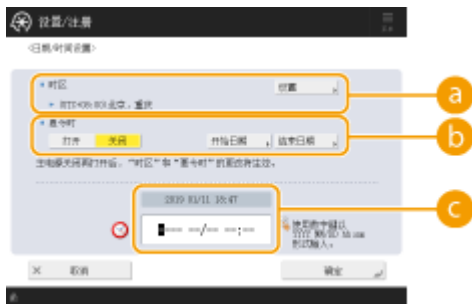 设置/注册
<日期/时间设置>
时区
设置
(UTC+08:00)北京，重庆
夏令时
打开 关闭 开始日期 结束日期
主电源关闭再打开后，"时区"和"夏令时"的更改将生效。
2019 01/11 18:47
---- --/-- --:--
使用数字键以
YYYY MM/DD hh:mm
形式输入。
× 取消
确定
a
b
c